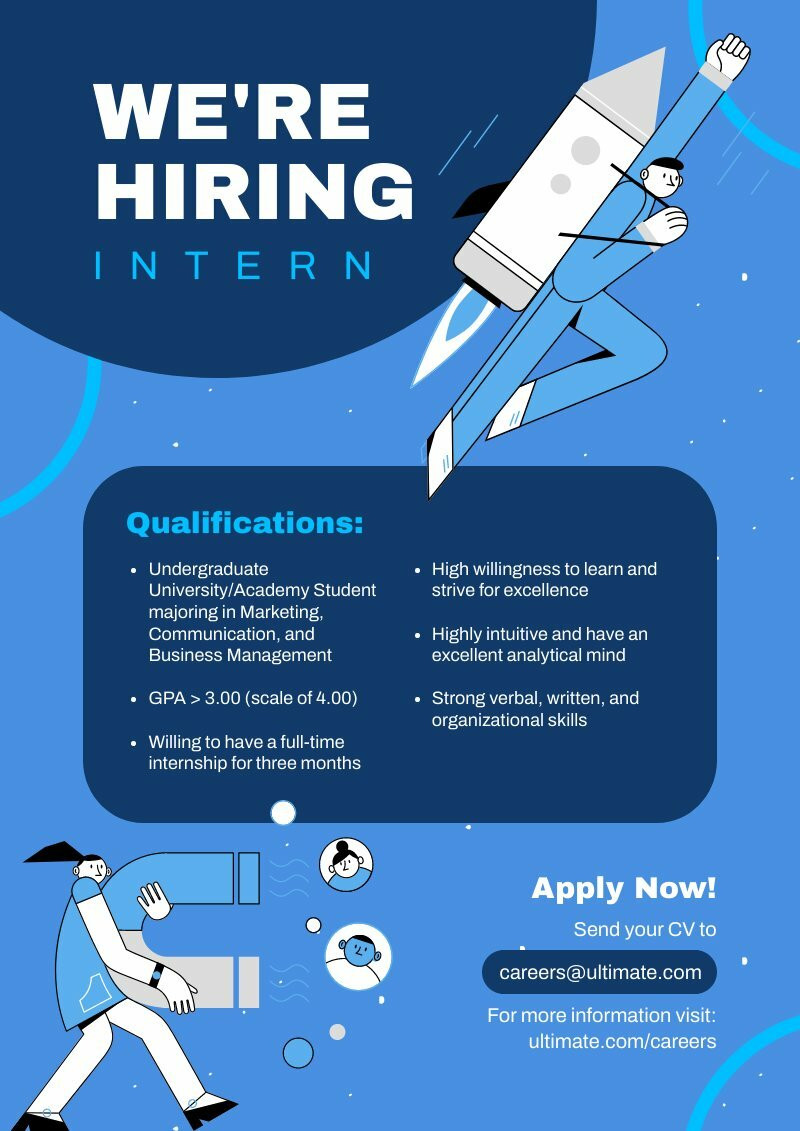 WE'RE
HIRING
INTERN
Qualifications:
• Undergraduate
University/Academy Student
majoring in Marketing,
Communication, and
Business Management
• GPA > 3.00 (scale of 4.00)
• Willing to have a full-time
internship for three months
• High willingness to learn and
strive for excellence
• Highly intuitive and have an
excellent analytical mind
• Strong verbal, written, and
organizational skills
Apply Now!
Send your CV to
careers@ultimate.com
For more information visit:
ultimate.com/careers